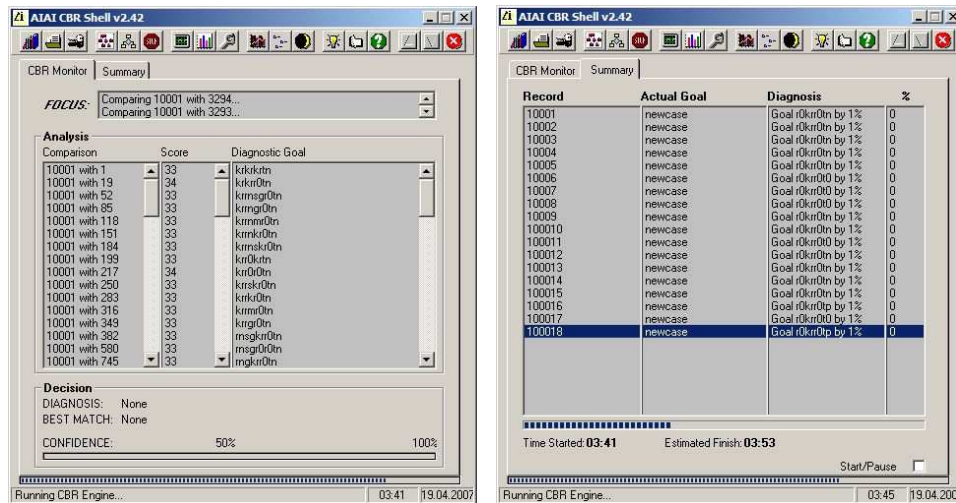 AIAI CBR Shell v2.42
CBR Monitor Summary
FOCUS: Comparing 10001 with 3294...
Comparing 10001 with 3293...
Analysis
Comparison Score Diagnostic Goal
10001 with 1 33 krkrkrtn
10001 with 19 34 krkrr0tn
10001 with 52 33 krrnsgr0tn
10001 with 85 33 krrngr0tn
10001 with 118 33 krrnmr0tn
10001 with 151 33 krrnkr0tn
10001 with 184 33 krrnskr0tn
10001 with 199 33 krr0krtn
10001 with 217 34 krr0r0tn
10001 with 250 33 krrskr0tn
10001 with 283 33 krrkr0tn
10001 with 316 33 krrmr0tn
10001 with 349 33 krrgr0tn
10001 with 382 33 rnsgkrr0tn
10001 with 580 33 rnsgr0r0tn
10001 with 745 33 rngkrr0tn
Decision
DIAGNOSIS: None
BEST MATCH: None
CONFIDENCE: 50% 100%
Running CBR Engine... 03:41 19.04.2007
AIAI CBR Shell v2.42
CBR Monitor Summary
Record Actual Goal Diagnosis %
10001 newcase Goal r0krr0tn by 1% 0
10002 newcase Goal r0krr0tn by 1% 0
10003 newcase Goal r0krr0tn by 1% 0
10004 newcase Goal r0krr0tn by 1% 0
10005 newcase Goal r0krr0tn by 1% 0
10006 newcase Goal r0krr0t0 by 1% 0
10007 newcase Goal r0krr0t0 by 1% 0
10008 newcase Goal r0krr0t0 by 1% 0
10009 newcase Goal r0krr0tn by 1% 0
100010 newcase Goal r0krr0tn by 1% 0
100011 newcase Goal r0krr0t0 by 1% 0
100012 newcase Goal r0krr0tn by 1% 0
100013 newcase Goal r0krr0tn by 1% 0
100014 newcase Goal r0krr0tn by 1% 0
100015 newcase Goal r0krr0tn by 1% 0
100016 newcase Goal r0krr0tn by 1% 0
100017 newcase Goal r0krr0t0 by 1% 0
100018 newcase Goal r0krr0tp by 1% 0
Time Started: 03:41 Estimated Finish: 03:53
Start/Pause
Running CBR Engine... 03:45 19.04.200